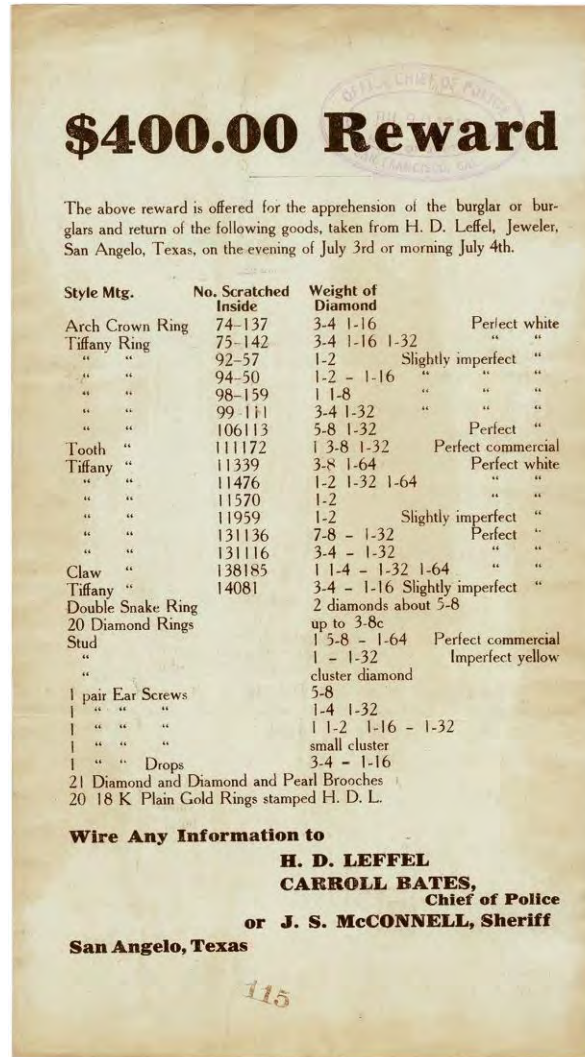 OFFICE CHIEF OF POLICE
SAN FRANCISCO, CAL.
$400.00 Reward
The above reward is offered for the apprehension of the burglar or bur-
glars and return of the following goods, taken from H. D. Leffel, Jeweler,
San Angelo, Texas, on the evening of July 3rd or morning July 4th.
Style Mtg. No. Scratched Inside Weight of Diamond
Arch Crown Ring 74-137 3-4 1-16 Perfect white
Tiffany Ring 75-142 3-4 1-16 1-32 “ “
“ “ 92-57 1-2 Slightly imperfect “
“ “ 94-50 1-2 - 1-16 “ “ “
“ “ 98-159 1 1-8 “ “ “
“ “ 99-111 3-4 1-32 “ “ “
“ “ 106113 5-8 1-32 Perfect “
Tooth “ 111172 1 3-8 1-32 Perfect commercial
Tiffany “ 11339 3-8 1-64 Perfect white
“ “ 11476 1-2 1-32 1-64 “ “
“ “ 11570 1-2 “ “
“ “ 11959 1-2 Slightly imperfect “
“ “ 131136 7-8 - 1-32 Perfect “
“ “ 131116 3-4 - 1-32 “ “
Claw “ 138185 1 1-4 - 1-32 1-64 “ “
Tiffany “ 14081 3-4 - 1-16 Slightly imperfect “
Double Snake Ring 2 diamonds about 5-8
20 Diamond Rings up to 3-8c
Stud 1 5-8 - 1-64 Perfect commercial
“ 1 - 1-32 Imperfect yellow
“ cluster diamond
1 pair Ear Screws 5-8
1 “ “ “ 1-4 1-32
1 “ “ “ 1 1-2 1-16 - 1-32
1 “ “ “ small cluster
1 “ “ Drops 3-4 - 1-16
21 Diamond and Diamond and Pearl Brooches
20 18 K Plain Gold Rings stamped H. D. L.
Wire Any Information to
H. D. LEFFEL
CARROLL BATES,
Chief of Police
or J. S. McCONNELL, Sheriff
San Angelo, Texas
115